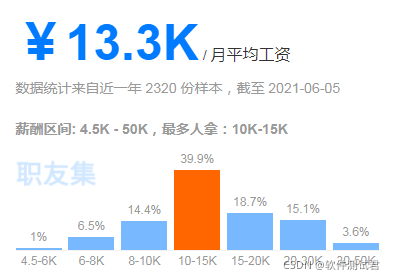 ￥13.3K / 月平均工资
数据统计来自近一年 2320 份样本，截至 2021-06-05
薪酬区间: 4.5K - 50K，最多人拿：10K-15K
职友集
39.9%
18.7%
15.1%
14.4%
6.5%
3.6%
1%
4.5-6K 6-8K 8-10K 10-15K 15-20K 20-30K 30-50K
CSDN @软件测试君